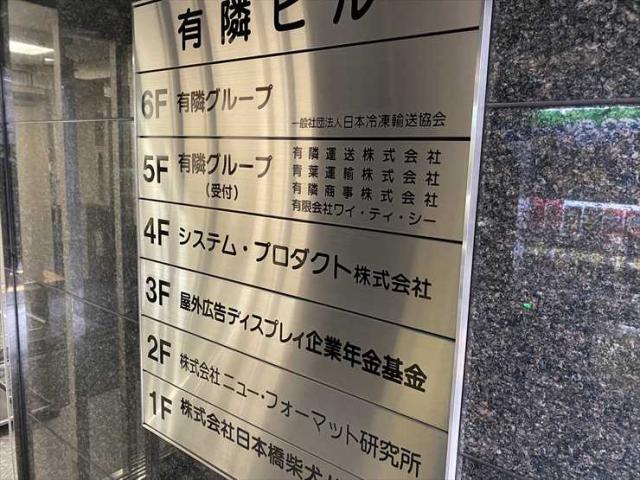 有隣ビル
6F 有隣グループ 一般社団法人日本冷凍輸送協会
5F 有隣グループ 有隣運送株式会社
(受付) 青葉運輸株式会社
有隣商事株式会社
有限会社ワイ・ティ・シー
4F システム・プロダクト株式会社
3F 屋外広告ディスプレィ企業年金基金
2F 株式会社 ニュー・フォーマット研究所
1F 株式会社日本橋柴犬